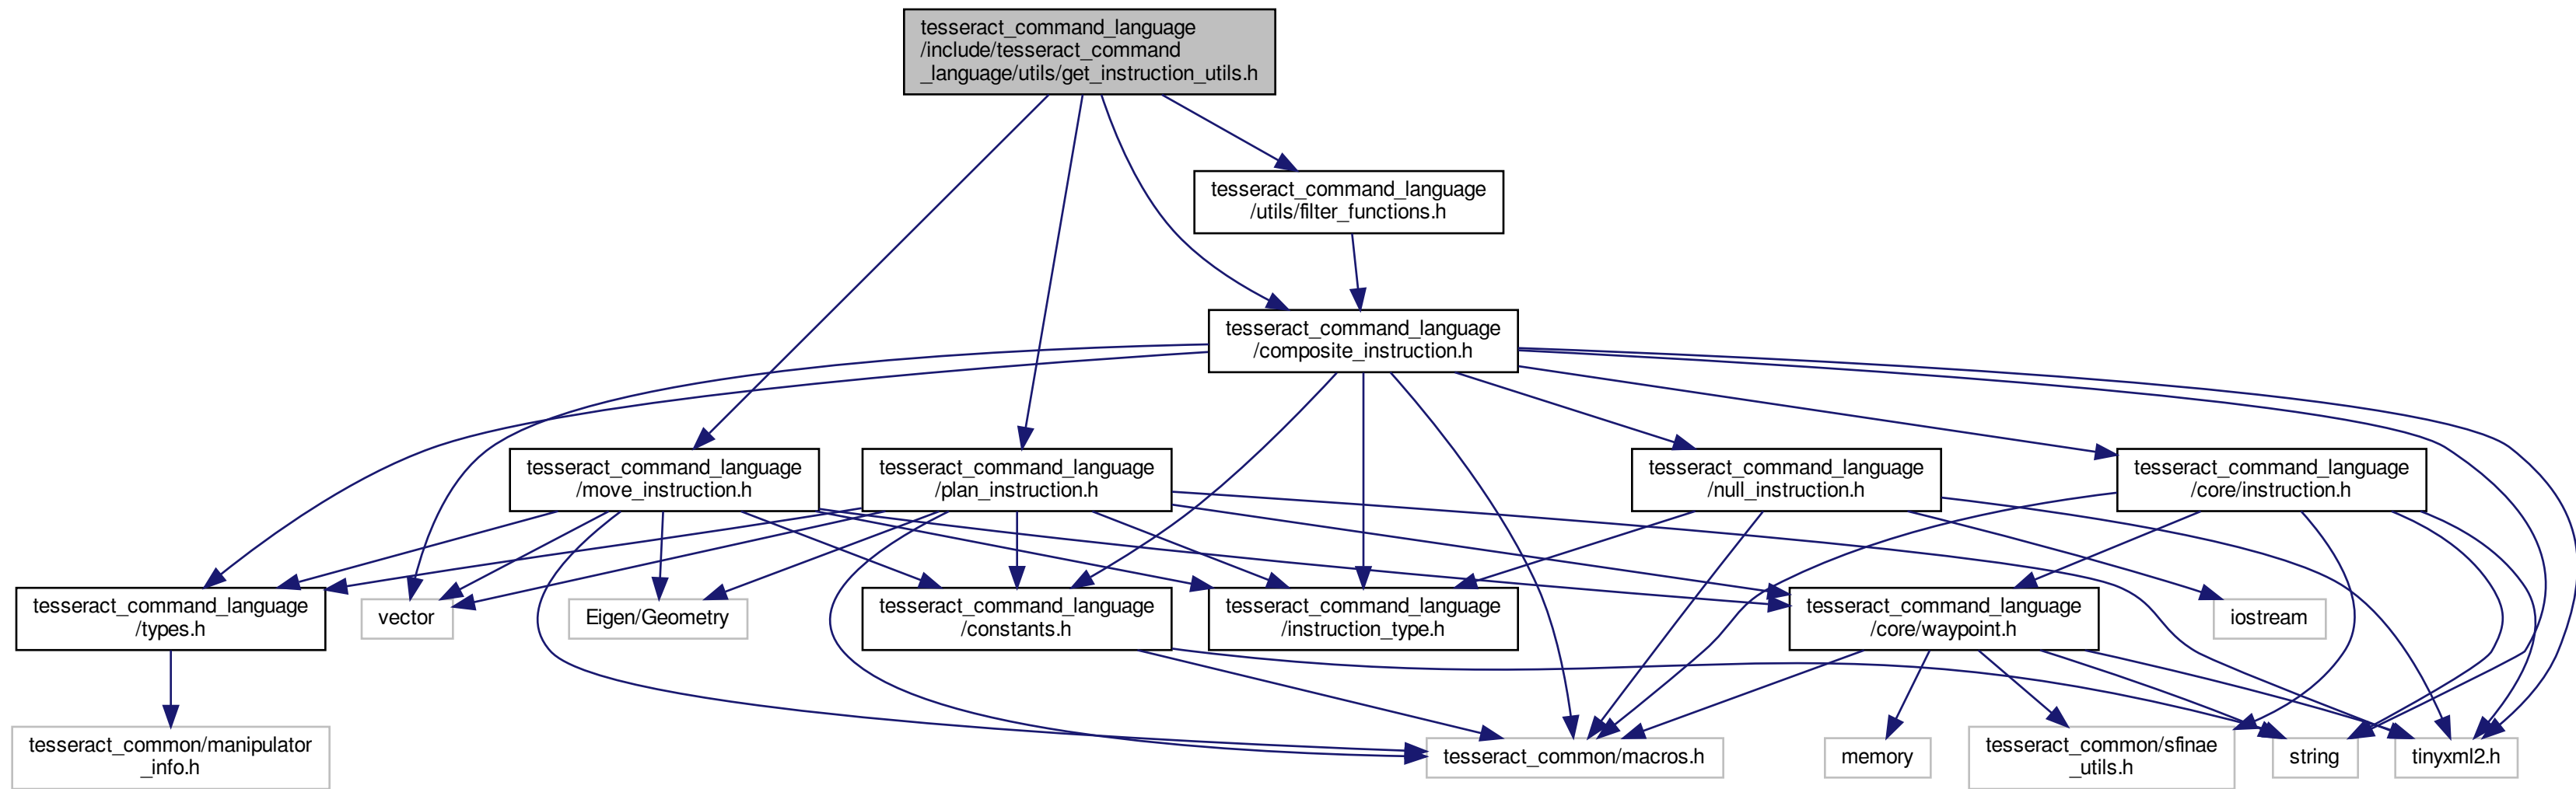 tesseract_command_language
/include/tesseract_command
_language/utils/get_instruction_utils.h
tesseract_command_language
/utils/filter_functions.h
tesseract_command_language
/composite_instruction.h
tesseract_command_language
/move_instruction.h
tesseract_command_language
/plan_instruction.h
tesseract_command_language
/null_instruction.h
tesseract_command_language
/core/instruction.h
tesseract_command_language
/types.h
vector
Eigen/Geometry
tesseract_command_language
/constants.h
tesseract_command_language
/instruction_type.h
tesseract_command_language
/core/waypoint.h
iostream
tesseract_common/manipulator
_info.h
tesseract_common/macros.h
memory
tesseract_common/sfinae
_utils.h
string
tinyxml2.h